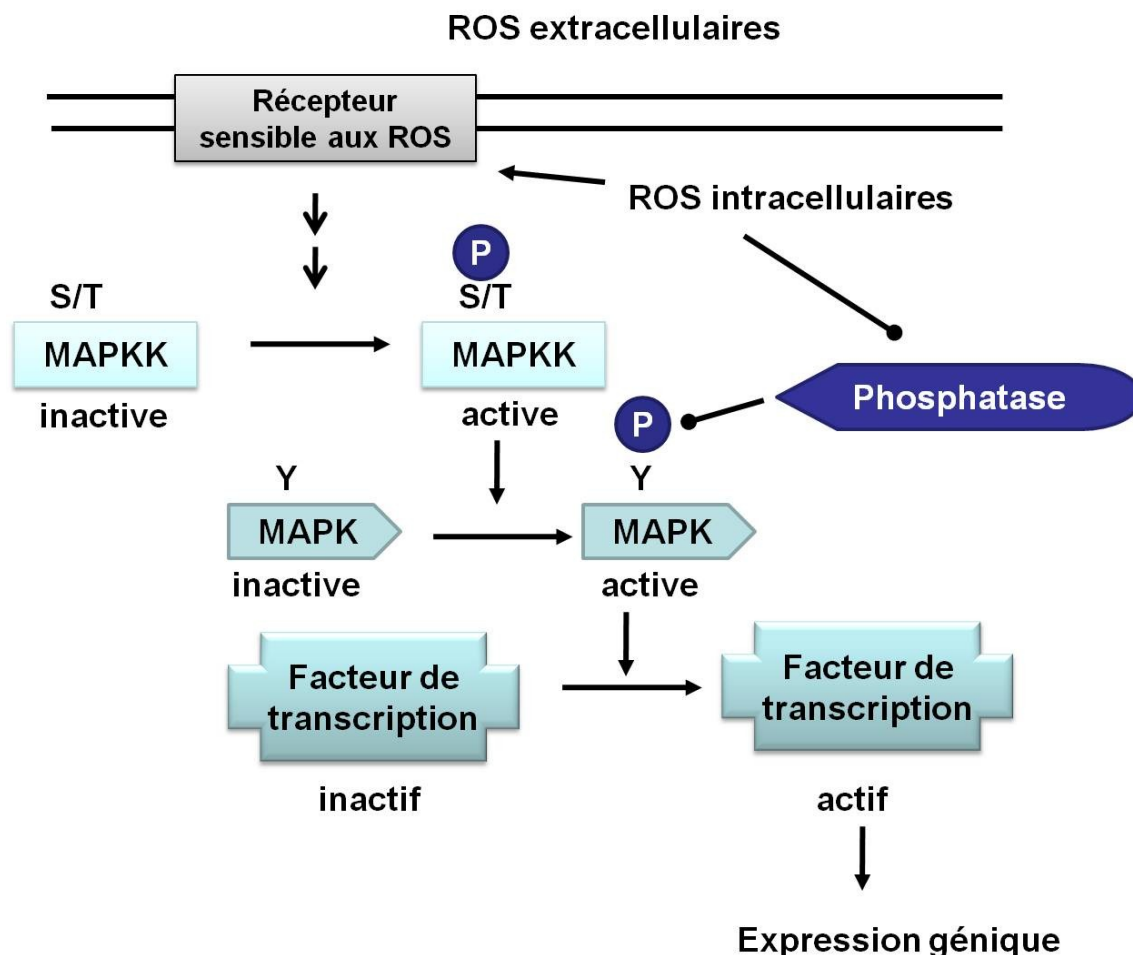 ROS extracellulaires
Récepteur
sensible aux ROS
ROS intracellulaires
P
S/T
S/T
MAPKK
MAPKK
inactive
active
Phosphatase
P
Y
Y
MAPK
MAPK
inactive
active
Facteur de
transcription
Facteur de
transcription
inactif
actif
Expression génique